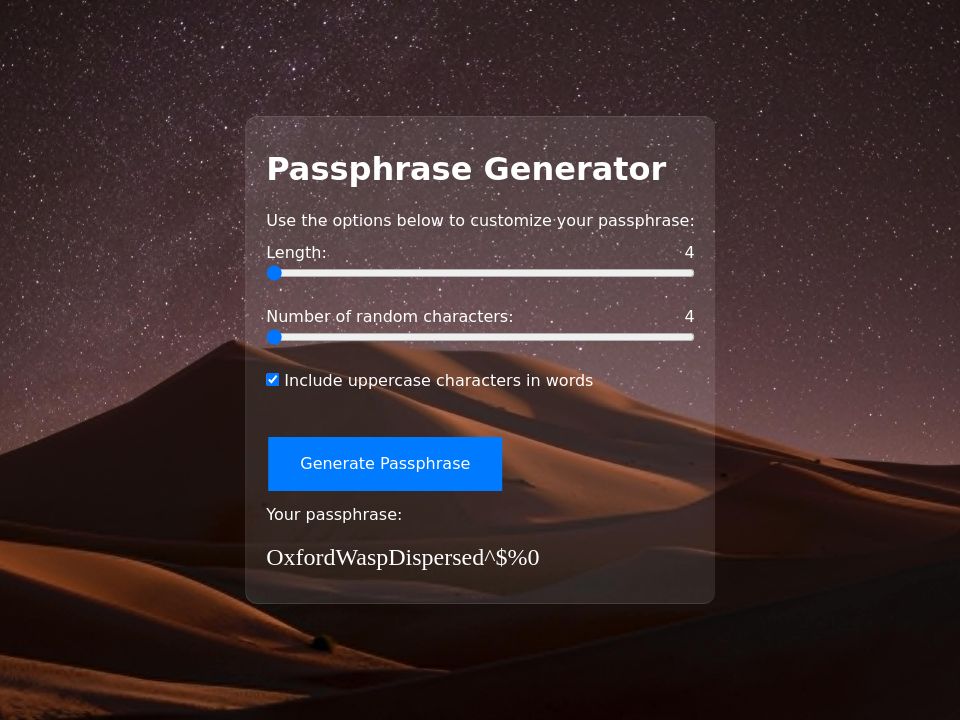 Passphrase Generator
Use the options below to customize your passphrase:
Length: 4
Number of random characters: 4
Include uppercase characters in words
Generate Passphrase
Your passphrase:
OxfordWaspDispersed^$%0